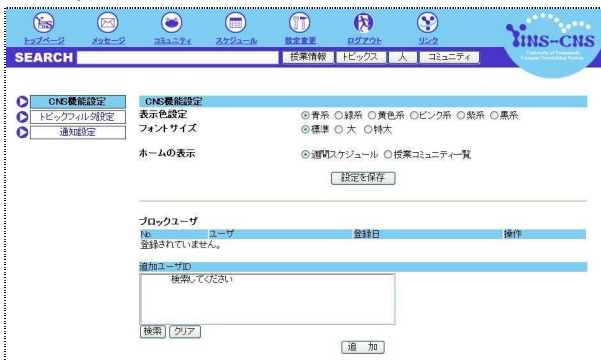 トップページ メッセージ コミュニティ スケジュール 設定変更 ログアウト リンク
YINS-CNS
University of Yamanashi
Campus Networking System
SEARCH 授業情報 トピックス 人 コミュニティ
CNS機能設定
トピックフィルタ設定
通知設定
CNS機能設定
表示色設定 青系 緑系 黄色系 ピンク系 紫系 黒系
フォントサイズ 標準 大 特大
ホームの表示 週間スケジュール 授業コミュニティ一覧
設定を保存
ブロックユーザ
No. ユーザ 登録日 操作
登録されていません。
追加ユーザID
検索してください
検索 クリア
追 加